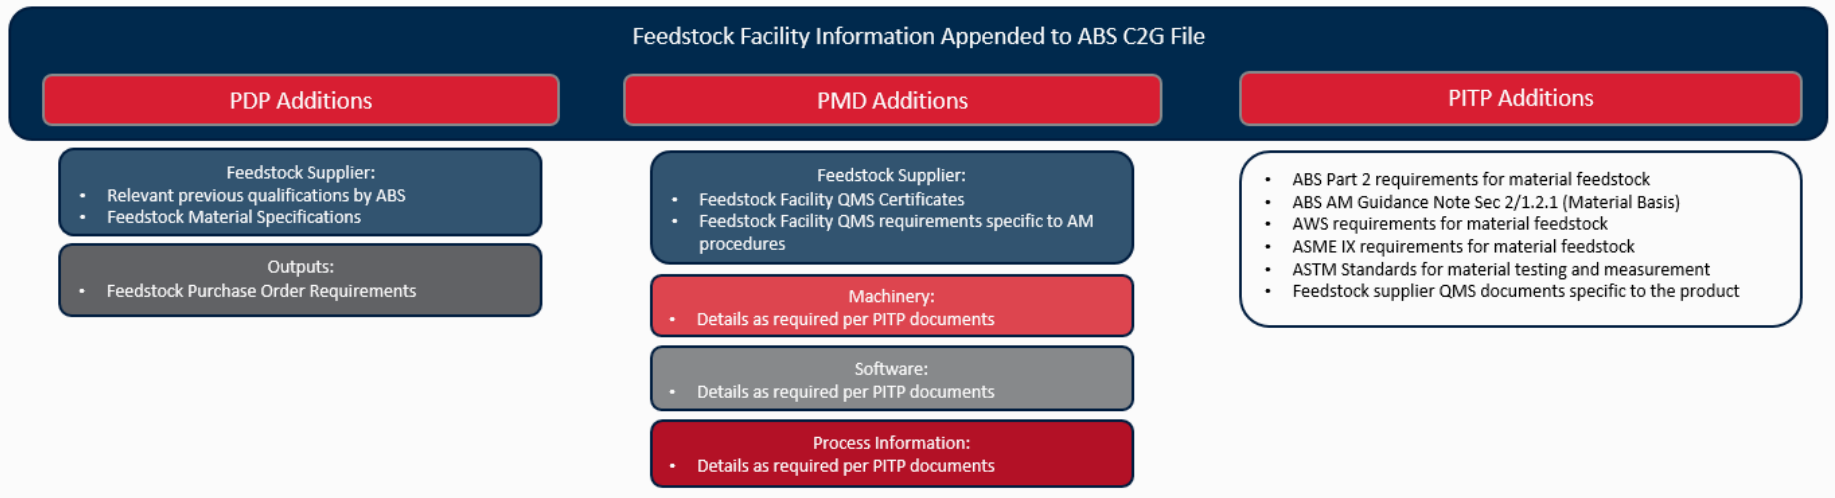 Feedstock Facility Information Appended to ABS C2G File
PDP Additions
Feedstock Supplier:
• Relevant previous qualifications by ABS
• Feedstock Material Specifications
Outputs:
• Feedstock Purchase Order Requirements
PMD Additions
Feedstock Supplier:
• Feedstock Facility QMS Certificates
• Feedstock Facility QMS requirements specific to AM
procedures
Machinery:
• Details as required per PITP documents
Software:
• Details as required per PITP documents
Process Information:
• Details as required per PITP documents
PITP Additions
• ABS Part 2 requirements for material feedstock
• ABS AM Guidance Note Sec 2/1.2.1 (Material Basis)
• AWS requirements for material feedstock
• ASME IX requirements for material feedstock
• ASTM Standards for material testing and measurement
• Feedstock supplier QMS documents specific to the product